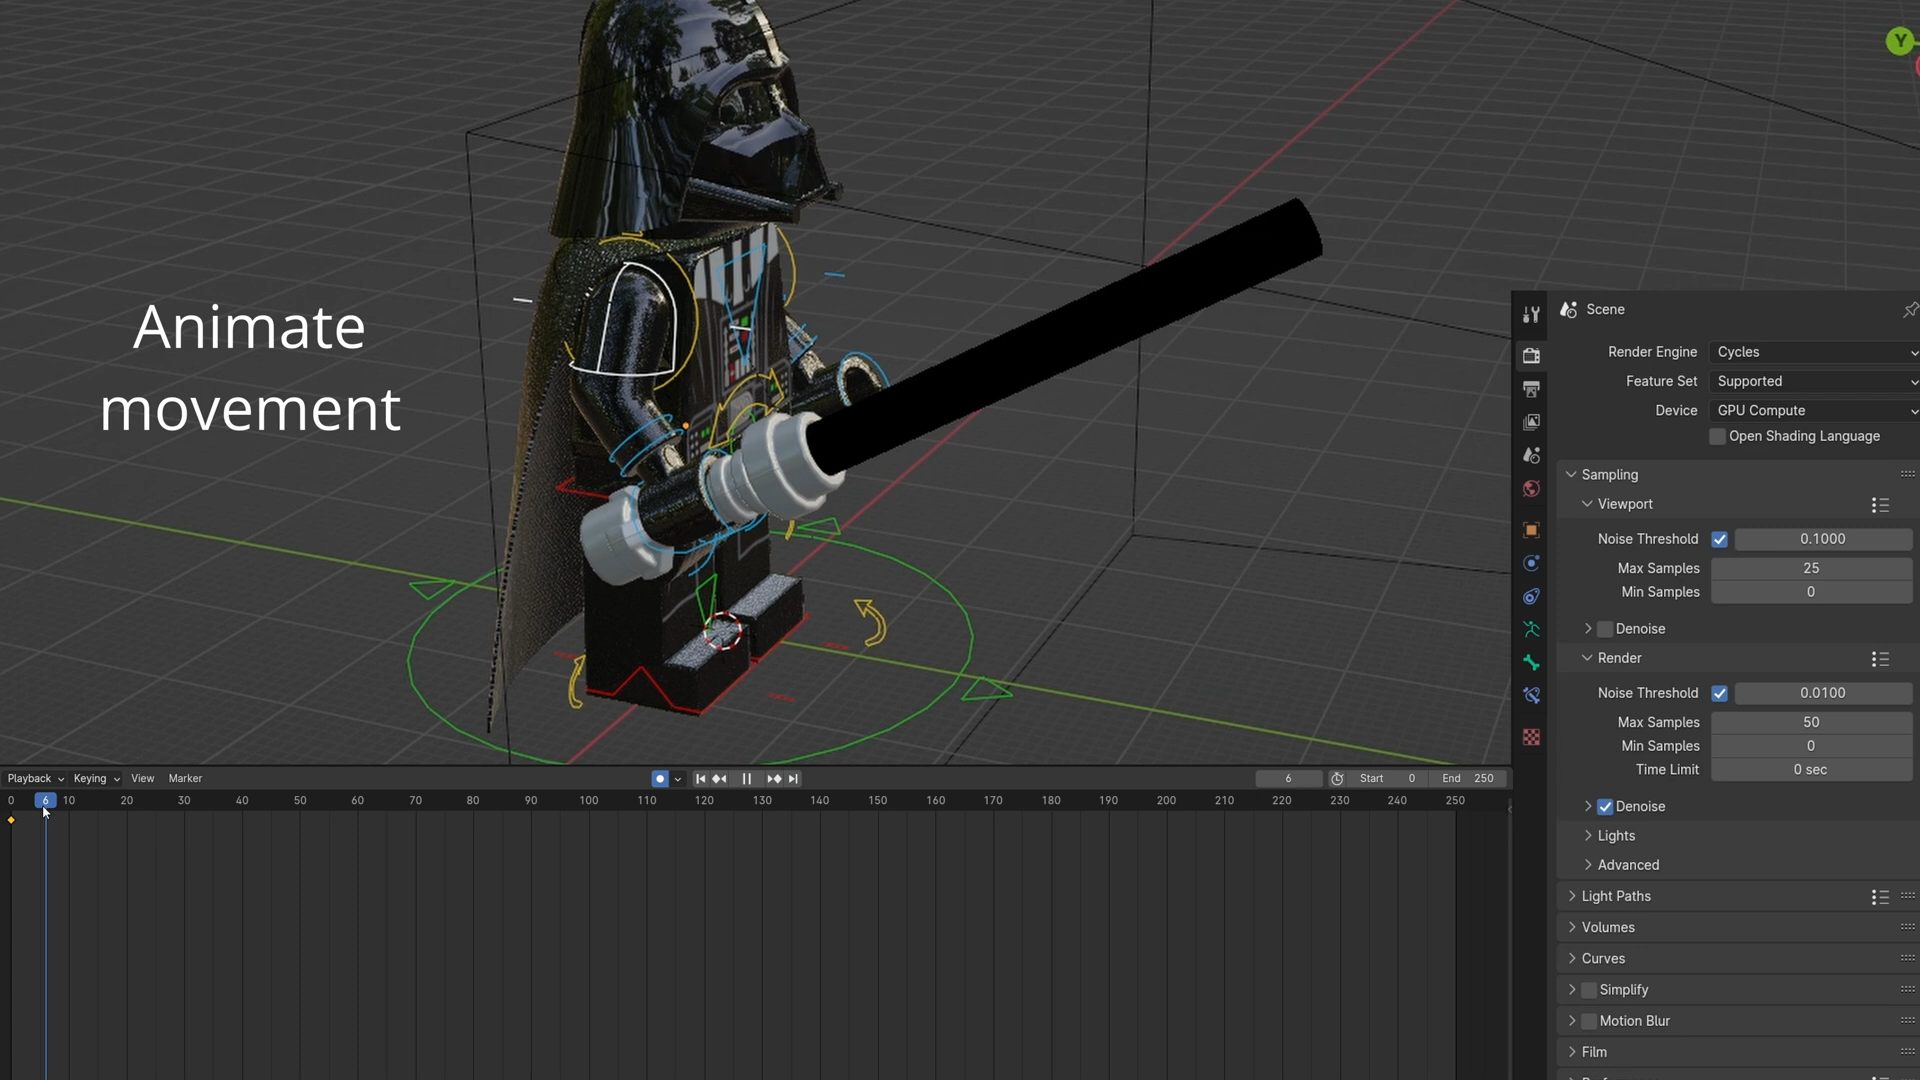 Y
Animate
movement
Scene
Render Engine Cycles
Feature Set Supported
Device GPU Compute
Open Shading Language
Sampling
Viewport
Noise Threshold 0.1000
Max Samples 25
Min Samples 0
Denoise
Render
Noise Threshold 0.0100
Max Samples 50
Min Samples 0
Time Limit 0 sec
Denoise
Lights
Advanced
Light Paths
Volumes
Curves
Simplify
Motion Blur
Film
Playback Keying View Marker 6 Start 0 End 250
0 6 10 20 30 40 50 60 70 80 90 100 110 120 130 140 150 160 170 180 190 200 210 220 230 240 250